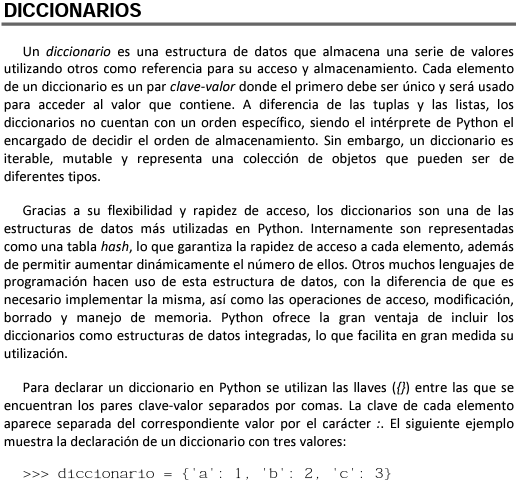 DICCIONARIOS
Un diccionario es una estructura de datos que almacena una serie de valores
utilizando otros como referencia para su acceso y almacenamiento. Cada elemento
de un diccionario es un par clave-valor donde el primero debe ser único y será usado
para acceder al valor que contiene. A diferencia de las tuplas y las listas, los
diccionarios no cuentan con un orden específico, siendo el intérprete de Python el
encargado de decidir el orden de almacenamiento. Sin embargo, un diccionario es
iterable, mutable y representa una colección de objetos que pueden ser de
diferentes tipos.
Gracias a su flexibilidad y rapidez de acceso, los diccionarios son una de las
estructuras de datos más utilizadas en Python. Internamente son representadas
como una tabla hash, lo que garantiza la rapidez de acceso a cada elemento, además
de permitir aumentar dinámicamente el número de ellos. Otros muchos lenguajes de
programación hacen uso de esta estructura de datos, con la diferencia de que es
necesario implementar la misma, así como las operaciones de acceso, modificación,
borrado y manejo de memoria. Python ofrece la gran ventaja de incluir los
diccionarios como estructuras de datos integradas, lo que facilita en gran medida su
utilización.
Para declarar un diccionario en Python se utilizan las llaves ({}) entre las que se
encuentran los pares clave-valor separados por comas. La clave de cada elemento
aparece separada del correspondiente valor por el carácter :. El siguiente ejemplo
muestra la declaración de un diccionario con tres valores:
>>> diccionario = {'a': 1, 'b': 2, 'c': 3}